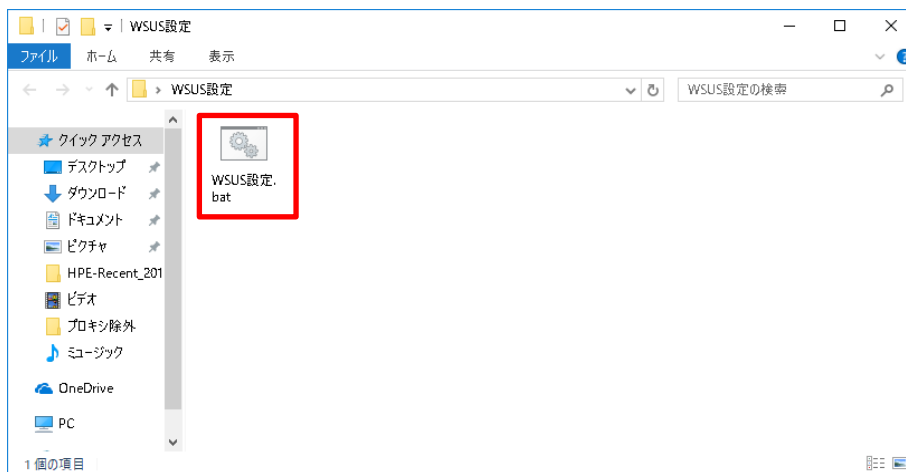 WSUS設定
ファイル ホーム 共有 表示
WSUS設定 WSUS設定の検索
クイック アクセス
デスクトップ
ダウンロード
ドキュメント
ピクチャ
HPE-Recent_201
ビデオ
プロキシ除外
ミュージック
OneDrive
PC
WSUS設定.
bat
1 個の項目